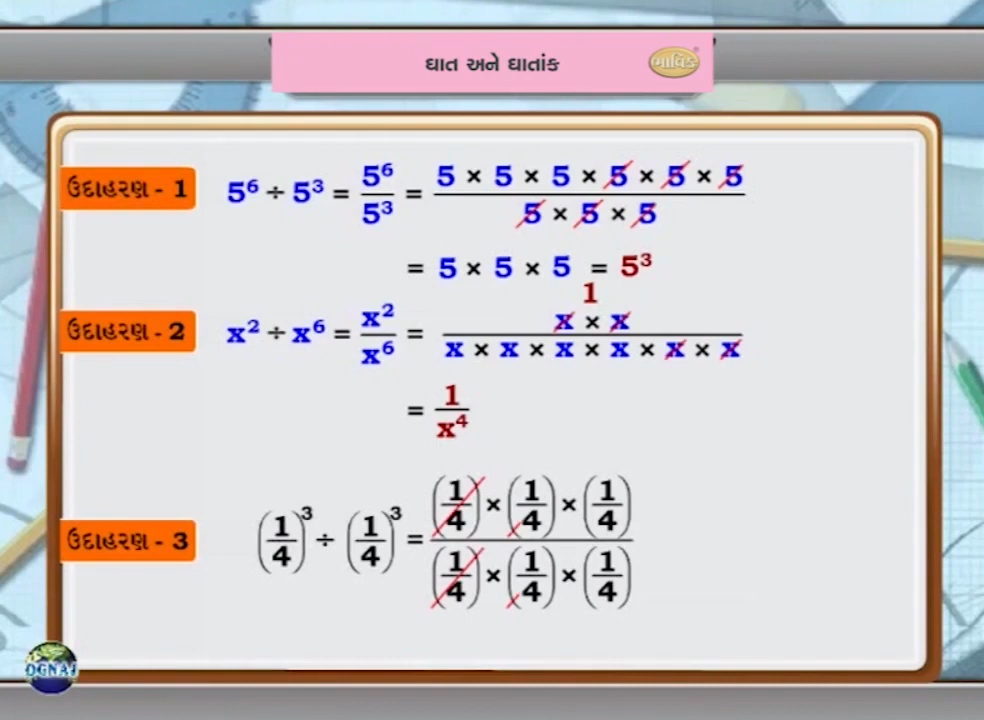 ઘાત અને ઘાતાંક ભાવિક
ઉદાહરણ - 1 5⁶ ÷ 5³ = 5⁶/5³ = (5 × 5 × 5 × 5 × 5 × 5)/(5 × 5 × 5)
= 5 × 5 × 5 = 5³
1
ઉદાહરણ - 2 x² ÷ x⁶ = x²/x⁶ = (x × x)/(x × x × x × x × x × x)
= 1/x⁴
ઉદાહરણ - 3 (1/4)³ ÷ (1/4)³ = ((1/4) × (1/4) × (1/4))/((1/4) × (1/4) × (1/4))
OGNAJ